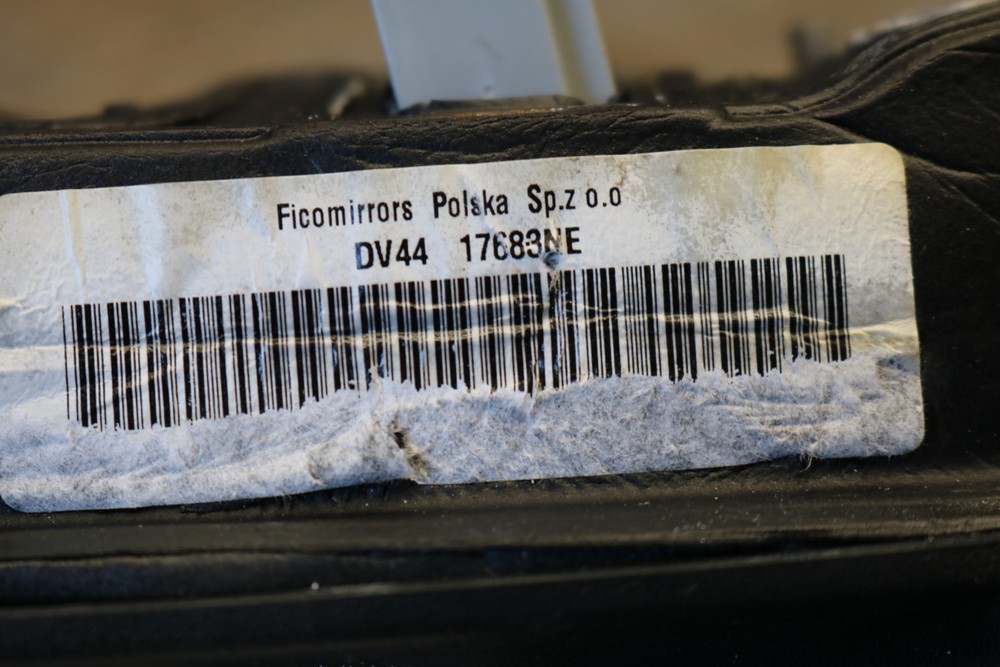 Ficomirrors Polska Sp.z o.o
DV44 17683NE